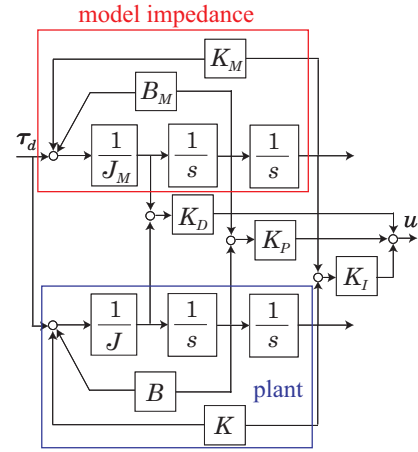 model impedance
K_M
B_M
τ_d
1
J_M
1
s
1
s
K_D
K_P
u
K_I
1
J
1
s
1
s
B
plant
K